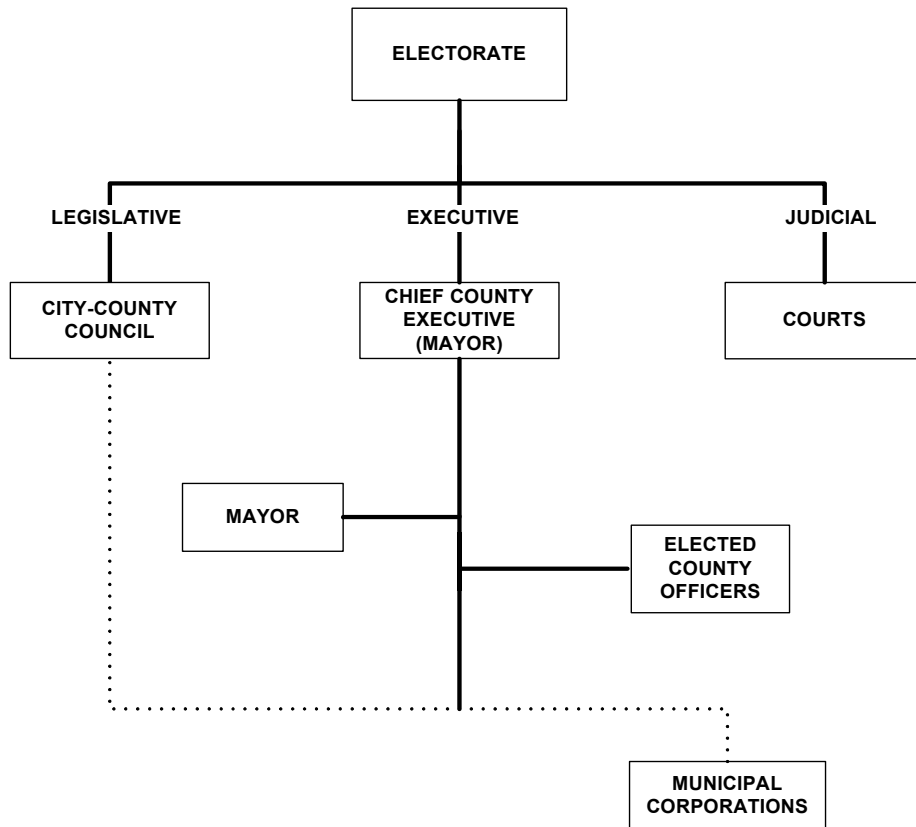 ELECTORATE
LEGISLATIVE
EXECUTIVE
JUDICIAL
CITY-COUNTY
COUNCIL
CHIEF COUNTY
EXECUTIVE
(MAYOR)
COURTS
MAYOR
ELECTED
COUNTY
OFFICERS
MUNICIPAL
CORPORATIONS